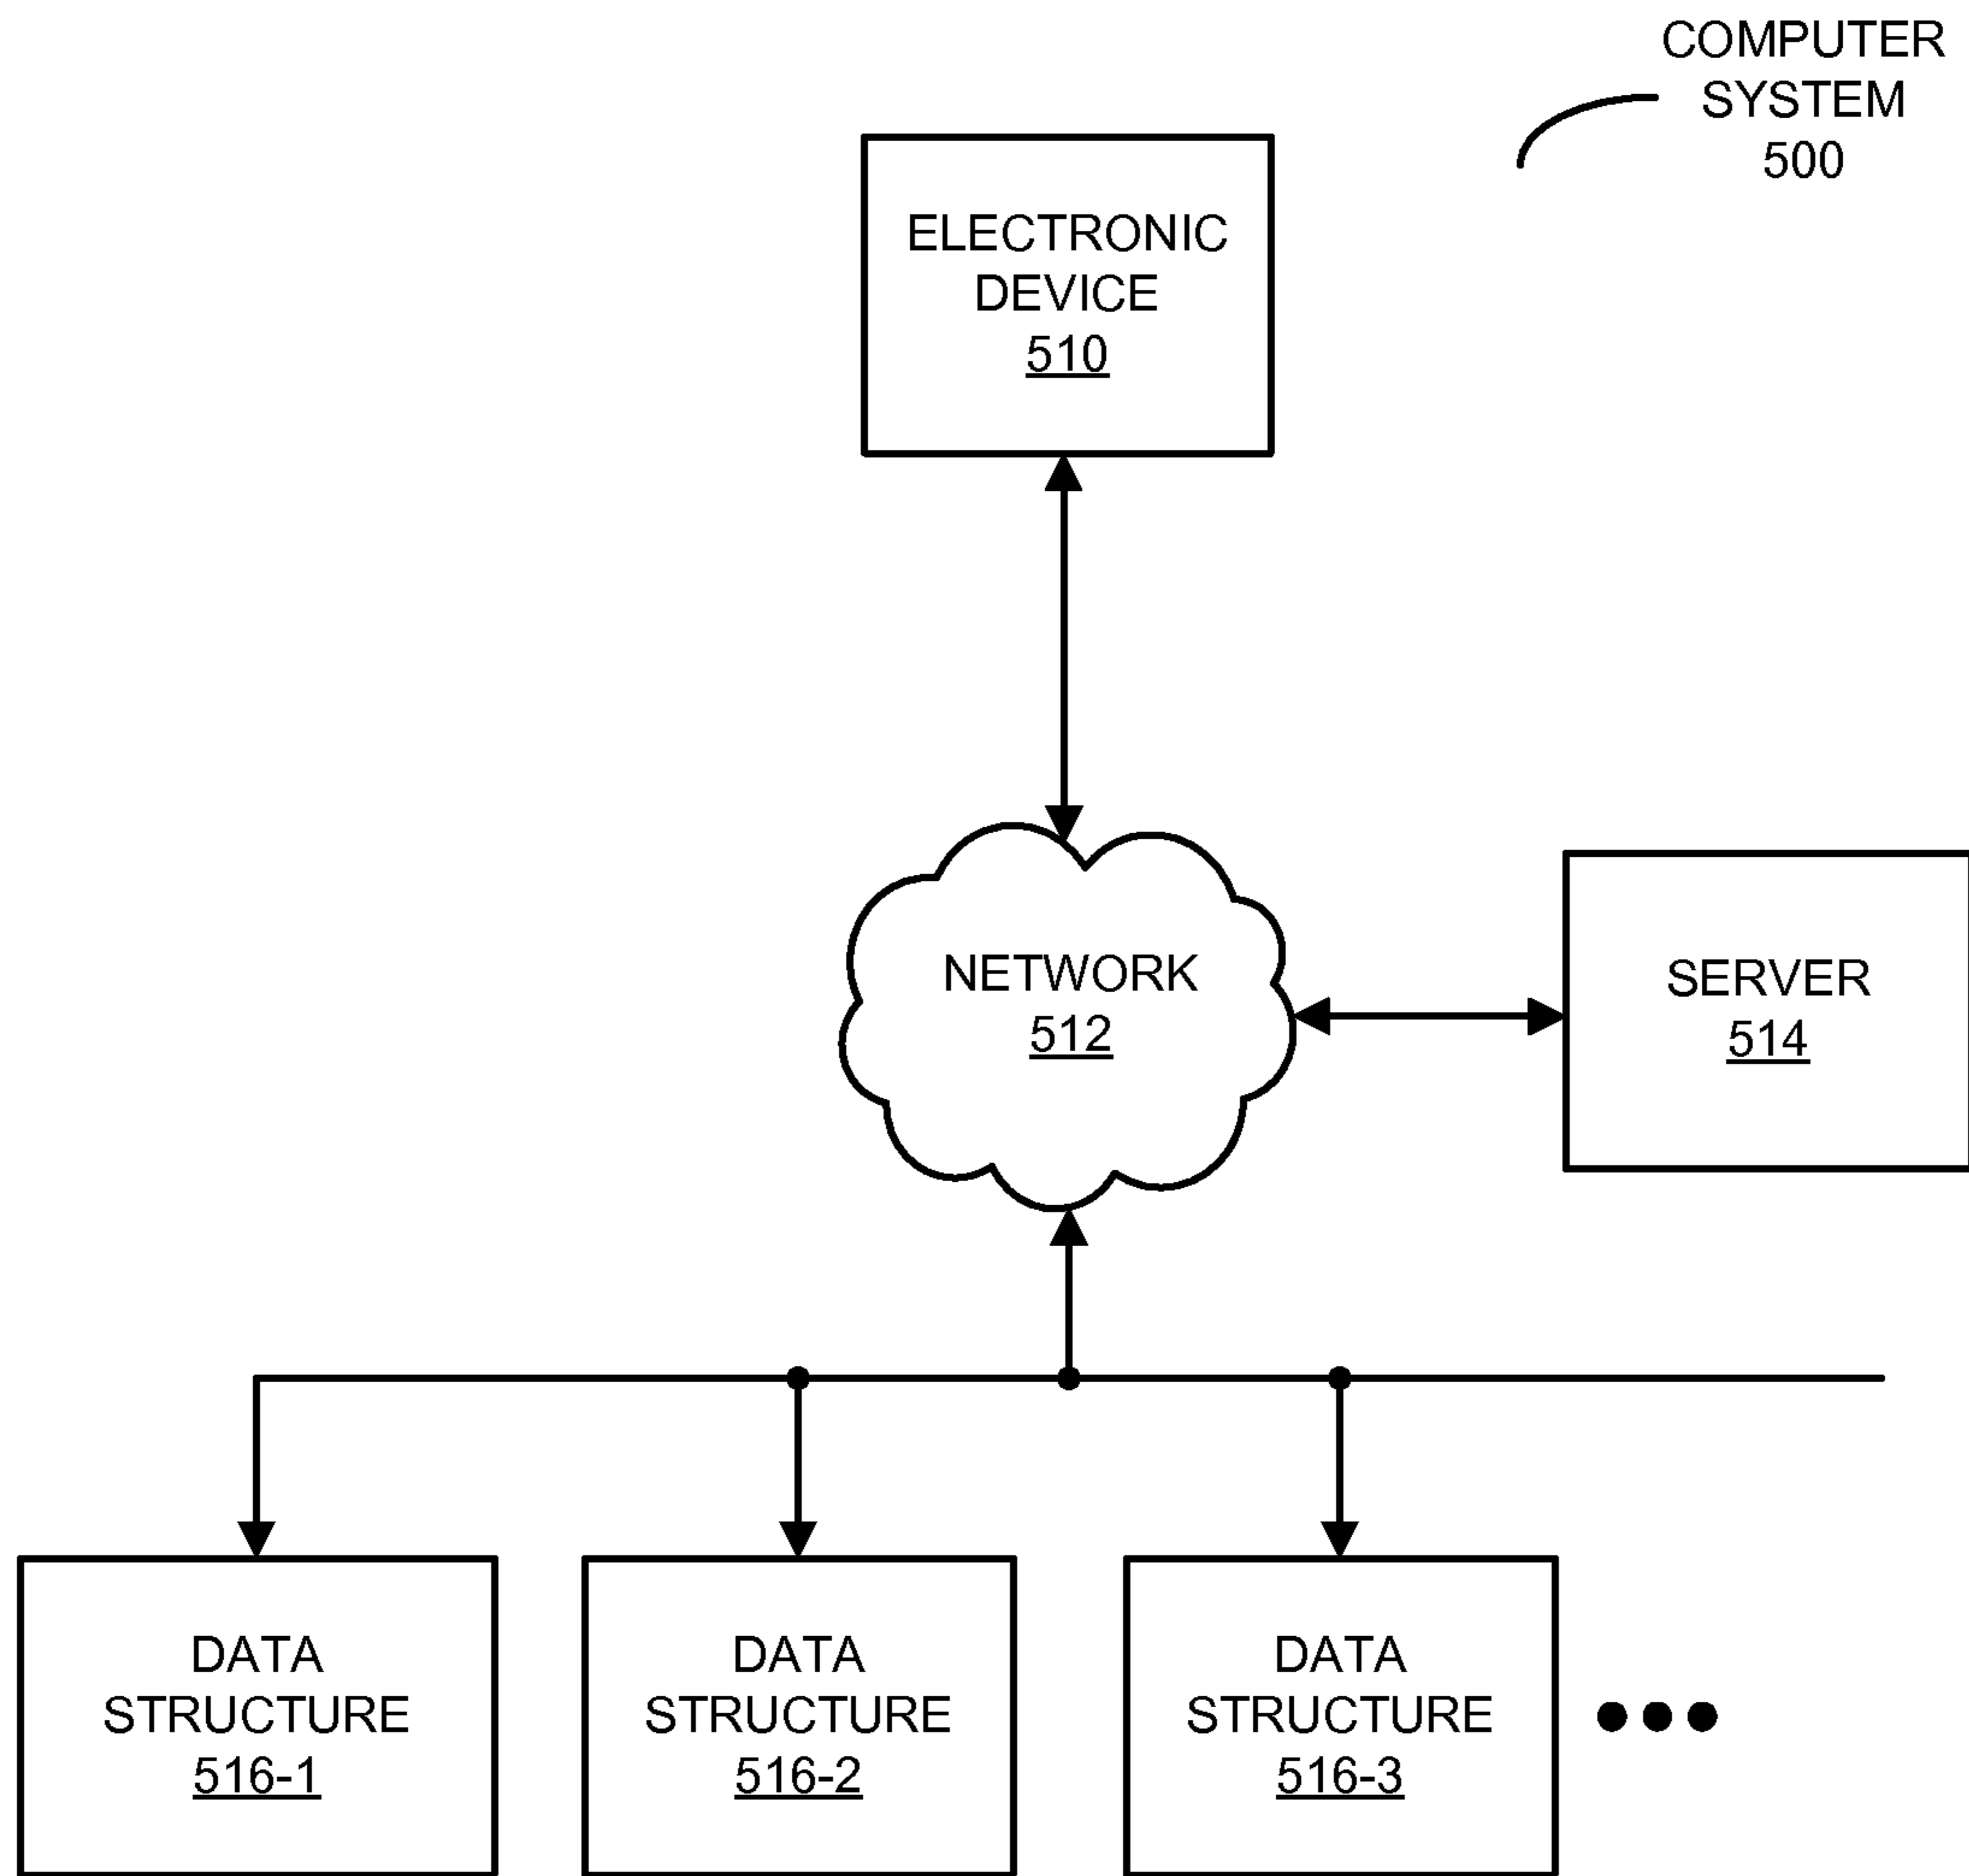 COMPUTER
SYSTEM
500
ELECTRONIC
DEVICE
510
NETWORK
512
SERVER
514
DATA
STRUCTURE
516-1
DATA
STRUCTURE
516-2
DATA
STRUCTURE
516-3